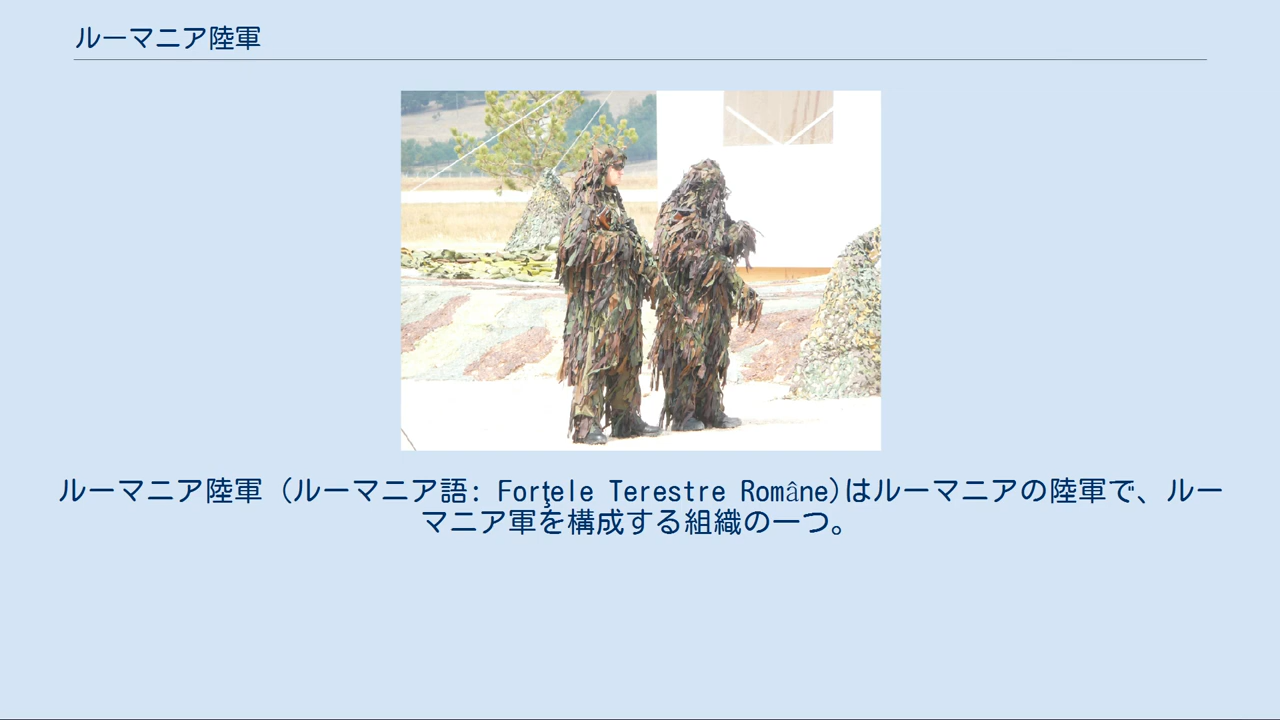 ルーマニア陸軍
ルーマニア陸軍 (ルーマニア語: Forţele Terestre Române)はルーマニアの陸軍で、ルー
マニア軍を構成する組織の一つ。